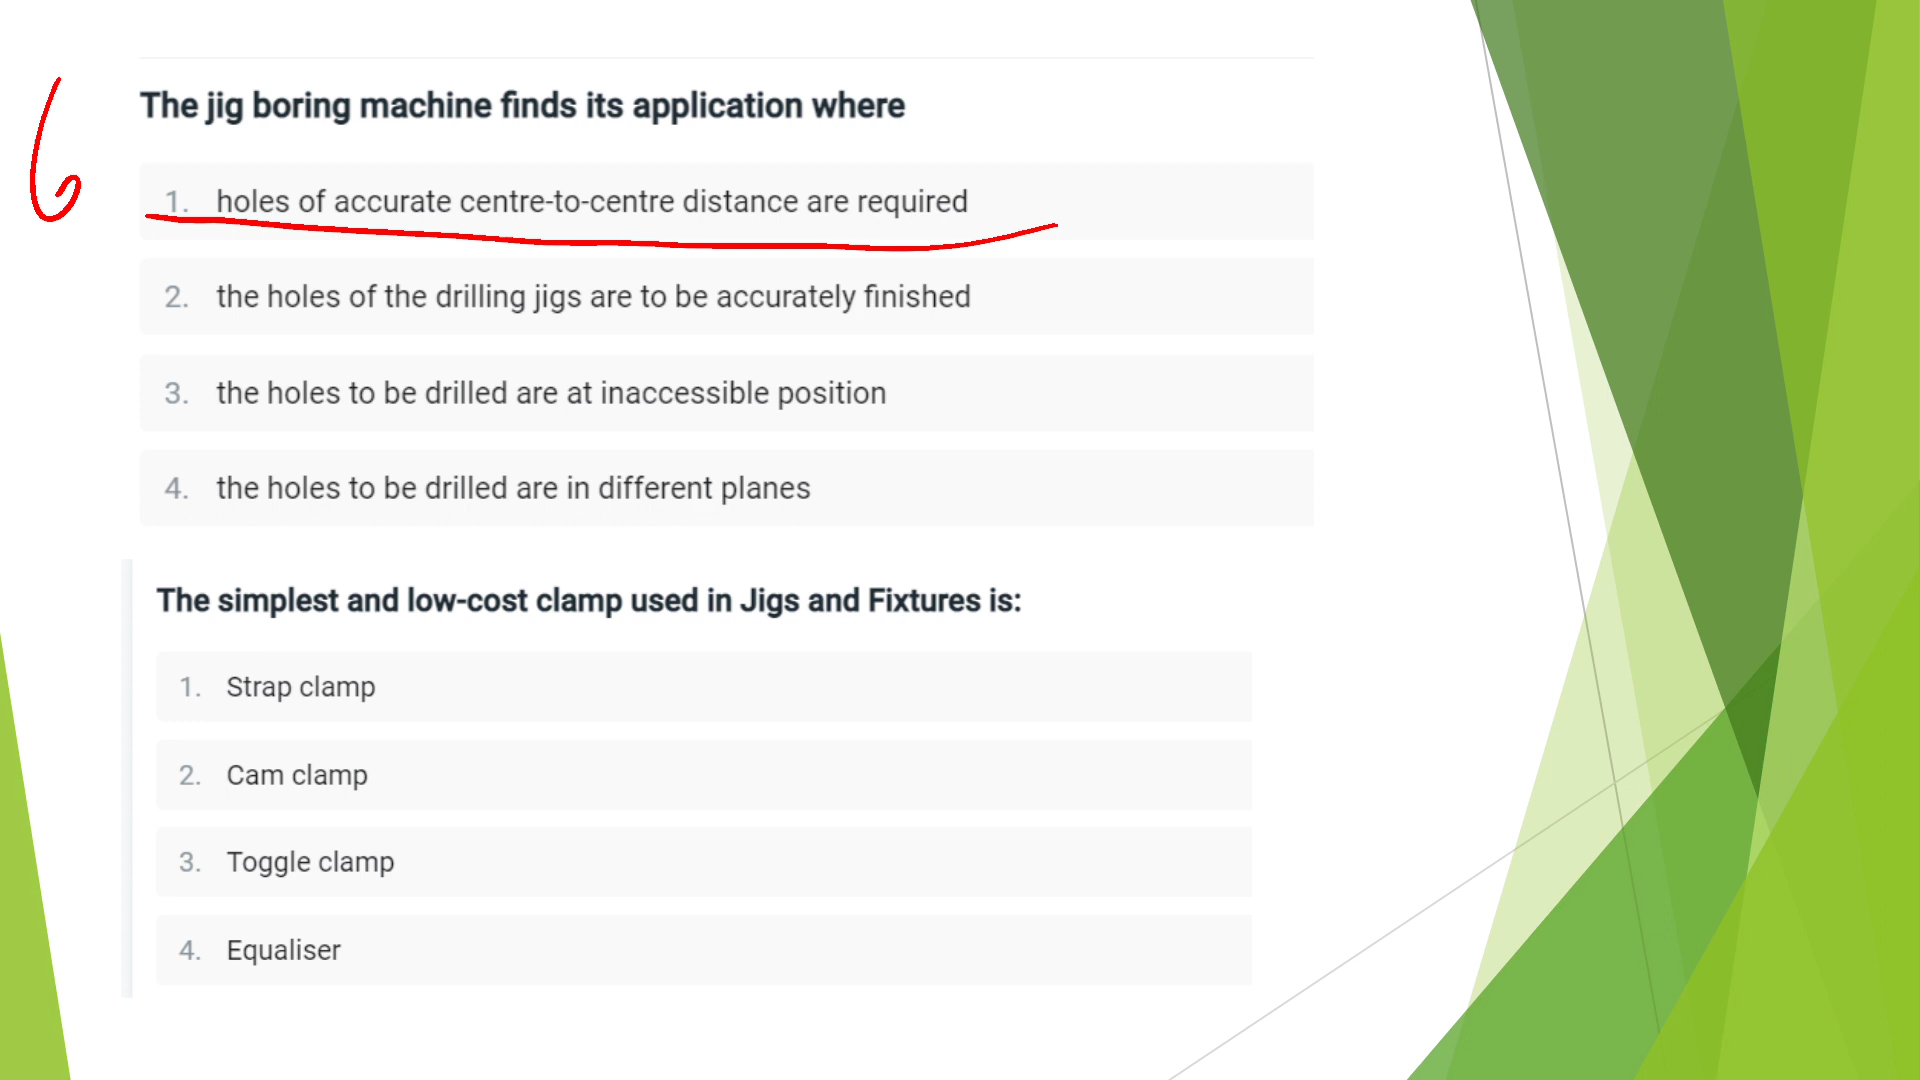 6
The jig boring machine finds its application where
1. holes of accurate centre-to-centre distance are required
2. the holes of the drilling jigs are to be accurately finished
3. the holes to be drilled are at inaccessible position
4. the holes to be drilled are in different planes
The simplest and low-cost clamp used in Jigs and Fixtures is:
1. Strap clamp
2. Cam clamp
3. Toggle clamp
4. Equaliser